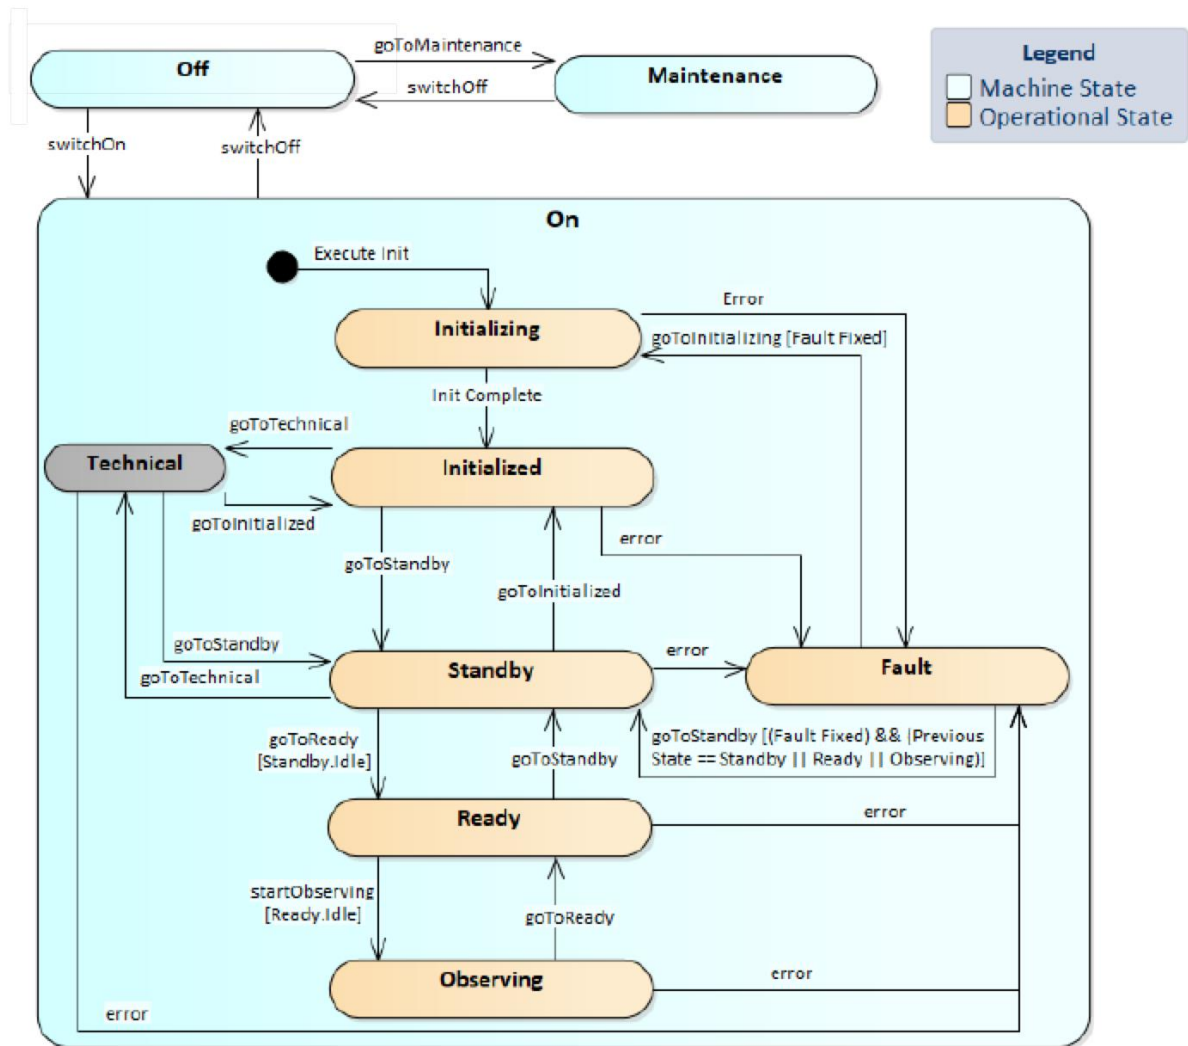 goToMaintenance
Off
Maintenance
switchOff
Legend
Machine State
Operational State
switchOn
switchOff
On
Execute Init
Initializing
Error
goToInitializing [Fault Fixed]
Init Complete
goToTechnical
Technical
Initialized
goToInitialized
error
goToStandby
goToInitialized
goToStandby
goToTechnical
Standby
error
Fault
goToReady
[Standby.Idle]
goToStandby
goToStandby [(Fault Fixed) && (Previous
State == Standby || Ready || Observing)]
Ready
error
startObserving
[Ready.Idle]
goToReady
Observing
error
error